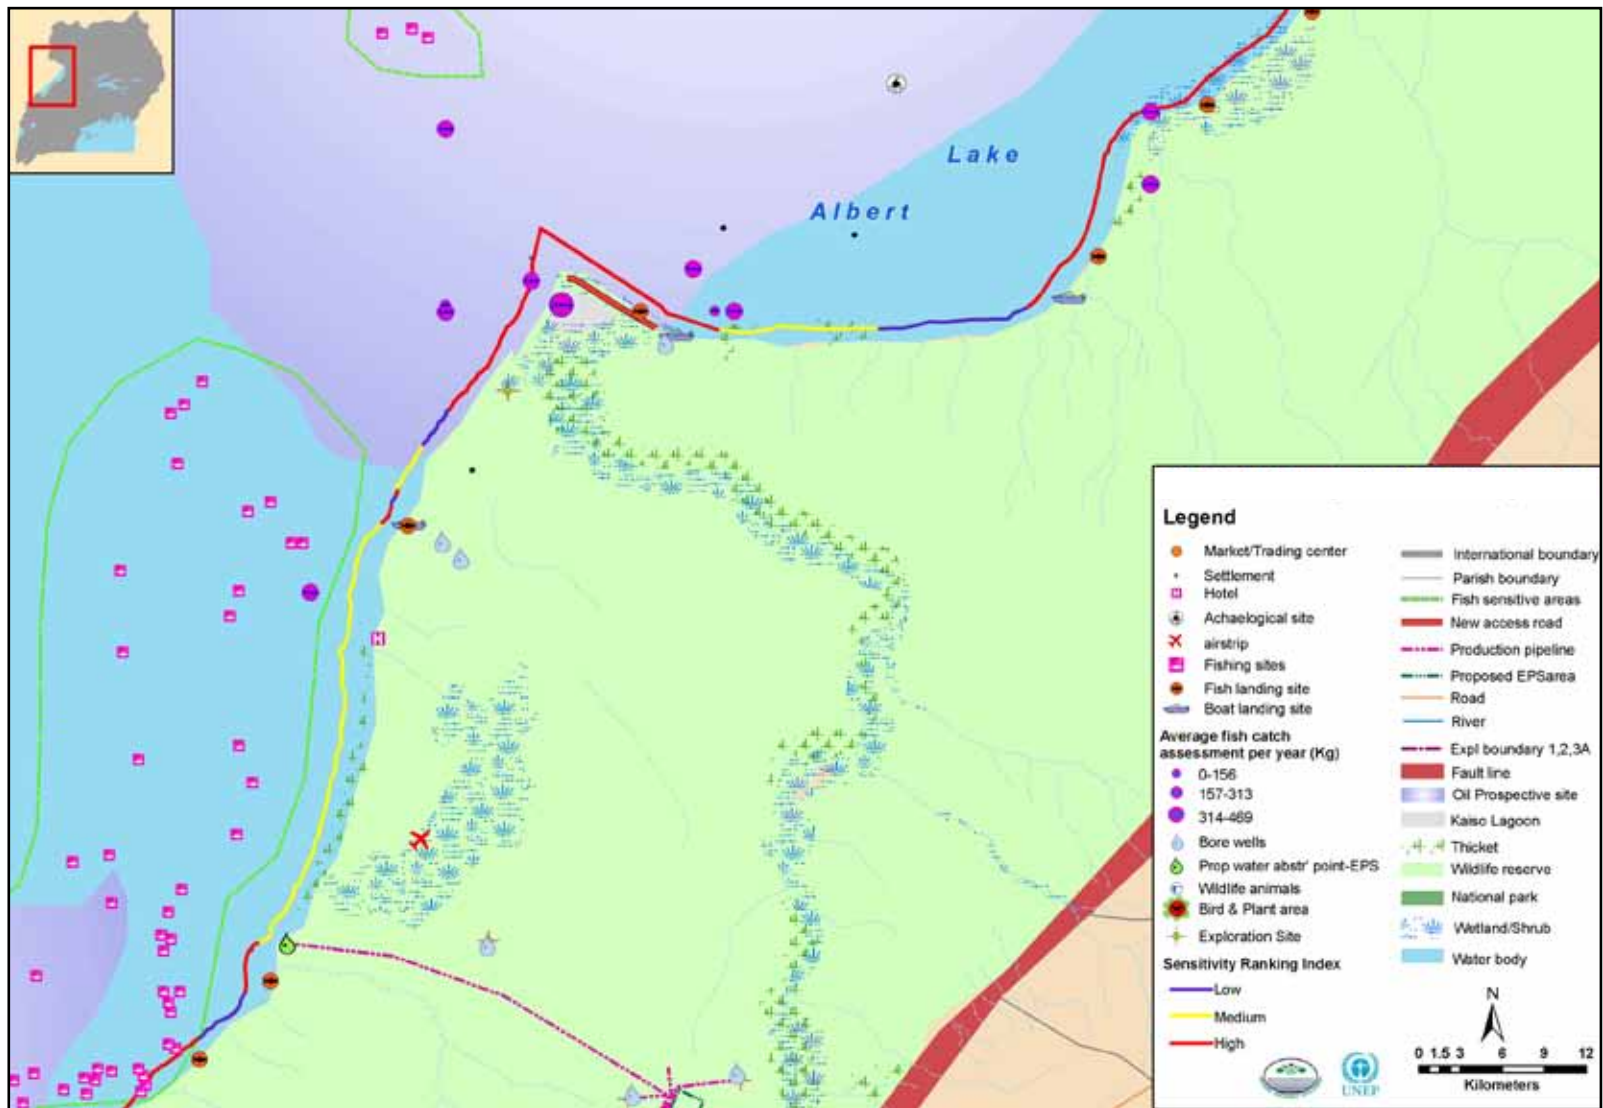 Lake
Albert
Legend
Market/Trading center
Settlement
Hotel
Achaelogical site
airstrip
Fishing sites
Fish landing site
Boat landing site
Average fish catch
assessment per year (Kg)
0-156
157-313
314-469
Bore wells
Prop water abstr' point-EPS
Wildlife animals
Bird & Plant area
Exploration Site
Sensitivity Ranking Index
Low
Medium
High
International boundary
Parish boundary
Fish sensitive areas
New access road
Production pipeline
Proposed EPSarea
Road
River
Expl boundary 1,2,3A
Fault line
Oil Prospective site
Kaiso Lagoon
Thicket
Wildlife reserve
National park
Wetland/Shrub
Water body
N
0 1.5 3 6 9 12
Kilometers
UNEP
H